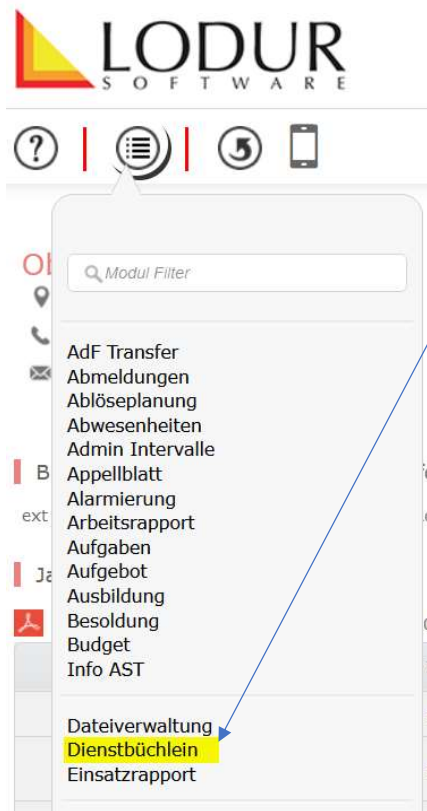 LODUR
SOFTWARE
?
Modul Filter
AdF Transfer
Abmeldungen
Ablöseplanung
Abwesenheiten
Admin Intervalle
B
Appellblatt
Alarmierung
ext
Arbeitsrapport
Aufgaben
Aufgebot
Ausbildung
Besoldung
Budget
Info AST
Dateiverwaltung
Dienstbüchlein
Einsatzrapport